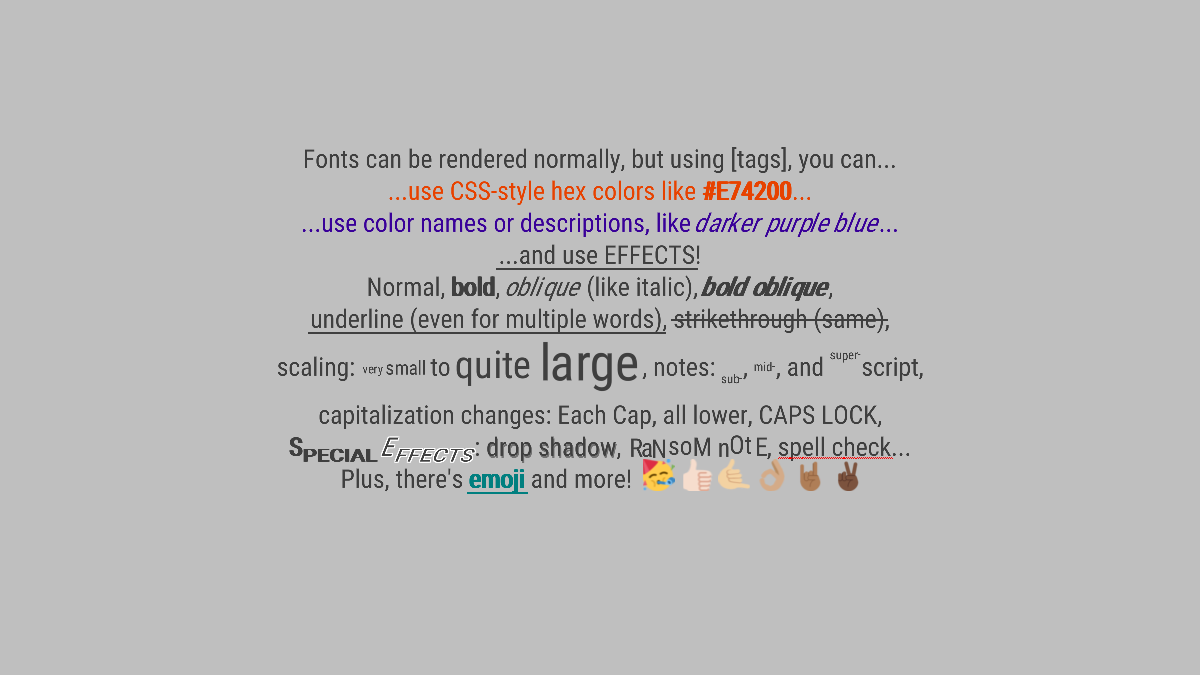 Fonts can be rendered normally, but using [tags], you can...
...use CSS-style hex colors like #E74200...
...use color names or descriptions, like darker purple blue...
...and use EFFECTS!
Normal, bold, oblique (like italic), bold oblique,
underline (even for multiple words), strikethrough (same),
scaling: very small to quite large, notes: sub-, mid-, and super-script,
capitalization changes: Each Cap, all lower, CAPS LOCK,
SPECIAL EFFECTS: drop shadow, RaNsoM nOtE, spell check...
Plus, there's emoji and more! 🥳👍🏻🤙🏼👌🏽🤘🏾✌🏿